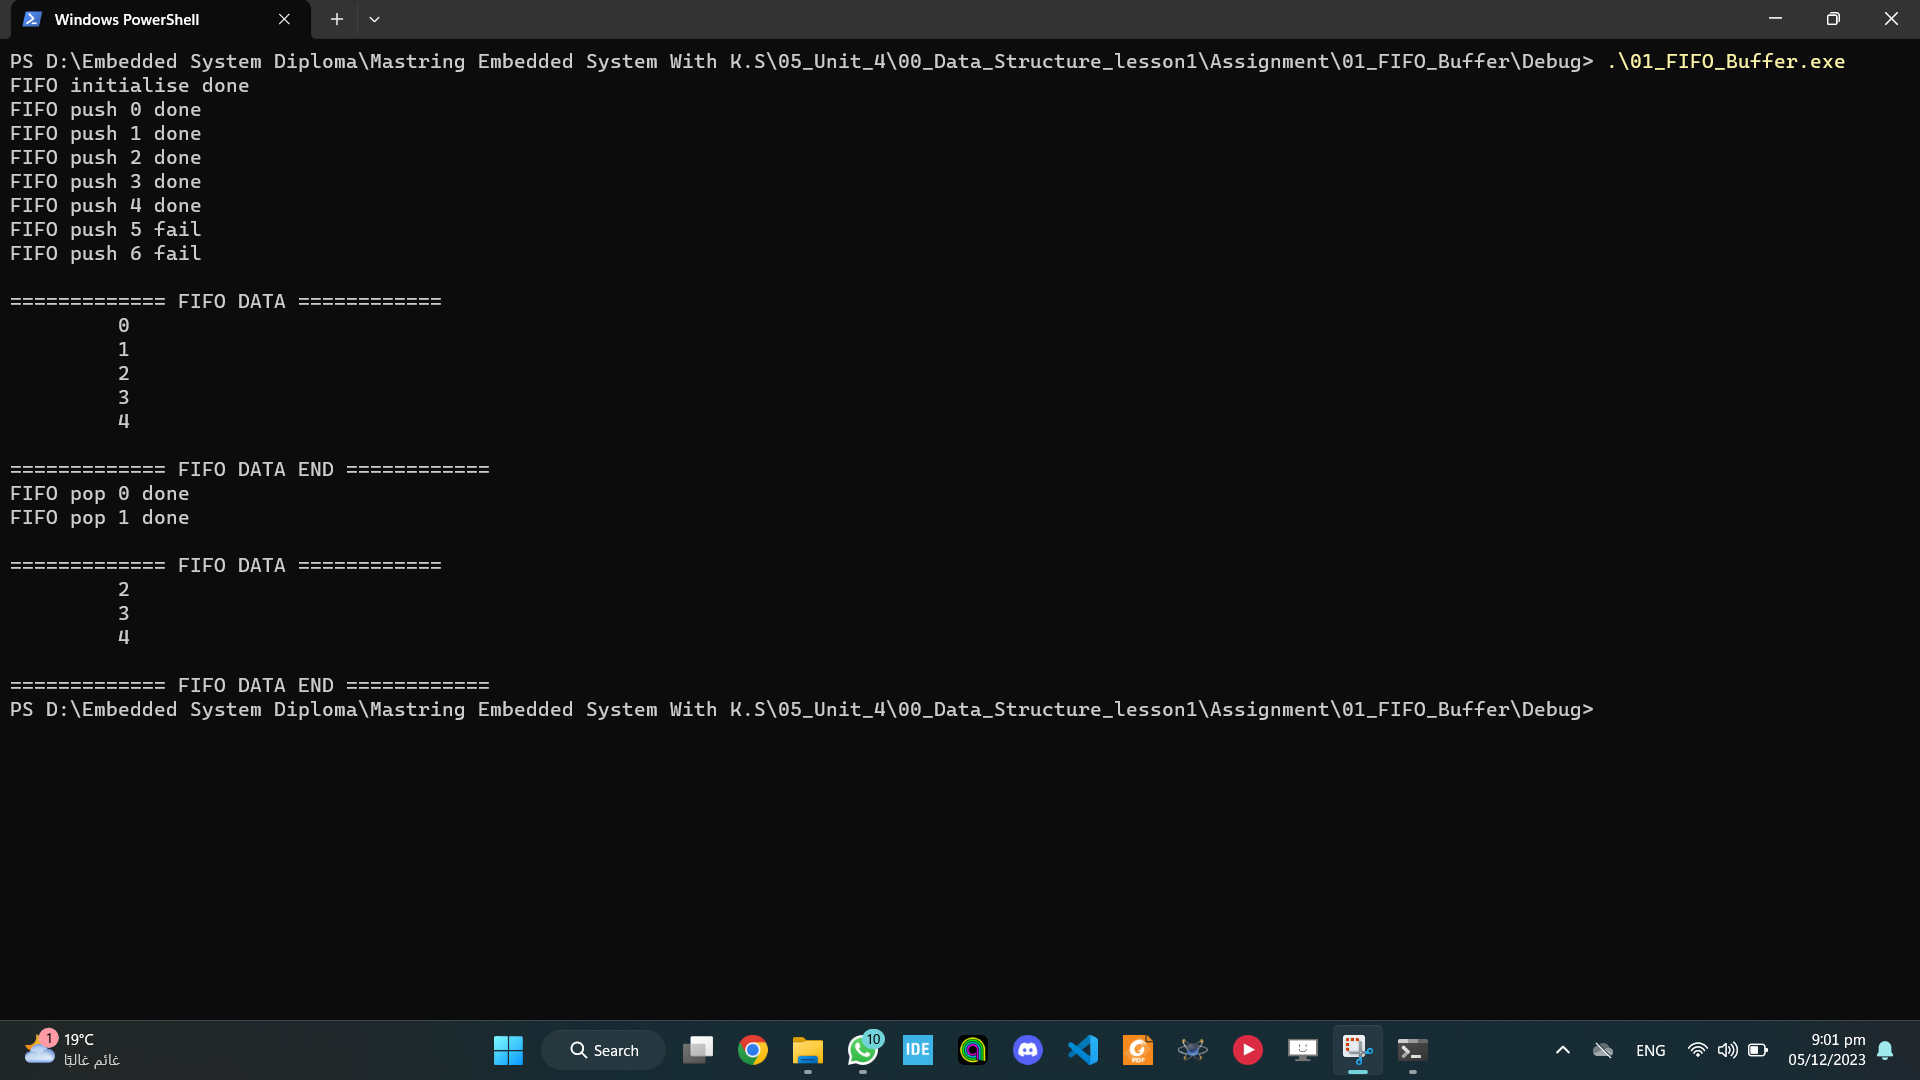 Windows PowerShell
PS D:\Embedded System Diploma\Mastring Embedded System With K.S\05_Unit_4\00_Data_Structure_lesson1\Assignment\01_FIFO_Buffer\Debug> .\01_FIFO_Buffer.exe
FIFO initialise done
FIFO push 0 done
FIFO push 1 done
FIFO push 2 done
FIFO push 3 done
FIFO push 4 done
FIFO push 5 fail
FIFO push 6 fail
============= FIFO DATA ============
0
1
2
3
4
============= FIFO DATA END ============
FIFO pop 0 done
FIFO pop 1 done
============= FIFO DATA ============
2
3
4
============= FIFO DATA END ============
PS D:\Embedded System Diploma\Mastring Embedded System With K.S\05_Unit_4\00_Data_Structure_lesson1\Assignment\01_FIFO_Buffer\Debug>
1
19°C
غائم غالبًا
Search
10
IDE
PDF
ENG
9:01 pm
05/12/2023